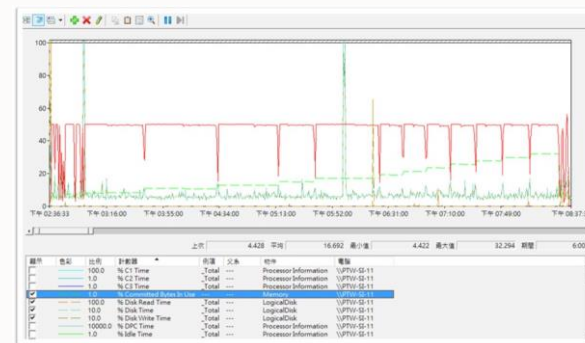 100
80
60
40
20
0
下午 02:36:33 下午 03:16:00 下午 03:55:00 下午 04:34:00 下午 05:13:00 下午 05:52:00 下午 06:31:00 下午 07:10:00 下午 07:49:00 下午 08:37:
上次 4.428 平均 16.692 最小值 4.422 最大值 32.294 期間 6:00
顯示 色彩 比例 計數器 例項 父系 物件 電腦
100.0 % C1 Time _Total --- Processor Information \\PTW-SI-11
1.0 % C2 Time _Total --- Processor Information \\PTW-SI-11
1.0 % C3 Time _Total --- Processor Information \\PTW-SI-11
1.0 % Committed Bytes In Use --- Memory \\PTW-SI-11
100.0 % Disk Read Time _Total --- LogicalDisk \\PTW-SI-11
10.0 % Disk Time _Total --- LogicalDisk \\PTW-SI-11
1.0 % Disk Write Time _Total --- LogicalDisk \\PTW-SI-11
10000.0 % DPC Time _Total --- Processor Information \\PTW-SI-11
1.0 % Idle Time _Total --- Processor Information \\PTW-SI-11